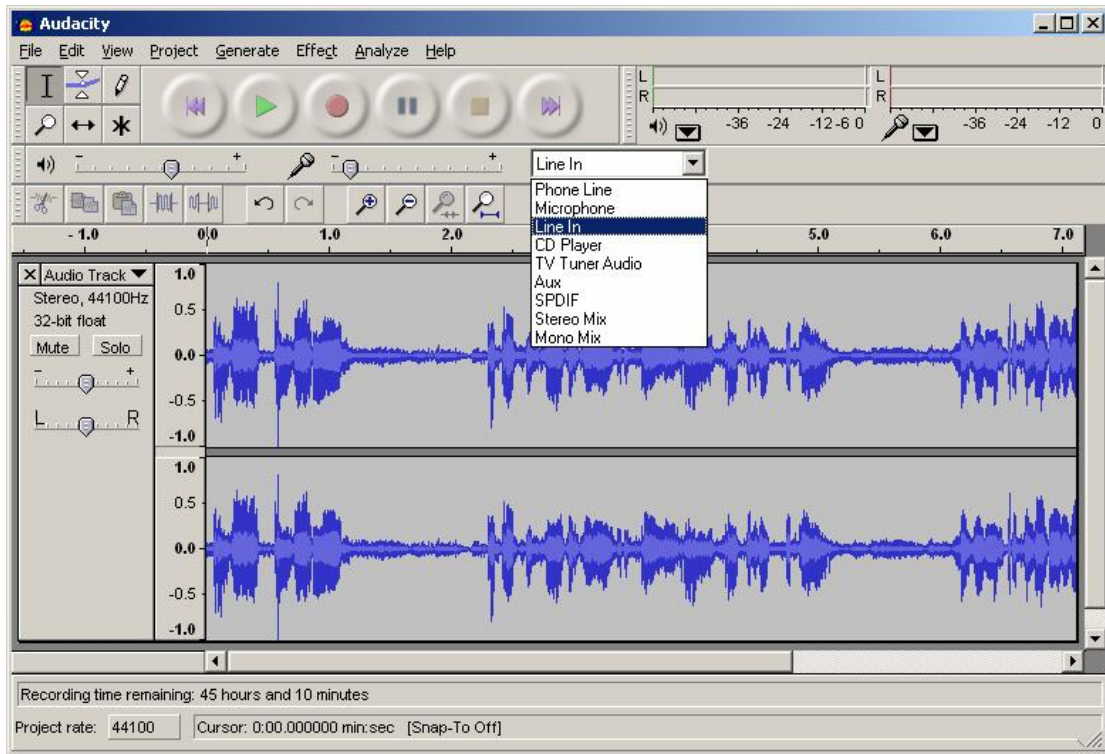 Audacity
File Edit View Project Generate Effect Analyze Help
L
R
-36 -24 -12 -6 0
L
R
-36 -24 -12 0
- +
- +
Line In
Phone Line
Microphone
Line In
CD Player
TV Tuner Audio
Aux
SPDIF
Stereo Mix
Mono Mix
- 1.0 0.0 1.0 2.0 5.0 6.0 7.0
X Audio Track
Stereo, 44100Hz
32-bit float
Mute Solo
- +
L R
1.0
0.5
0.0
-0.5
-1.0
1.0
0.5
0.0
-0.5
-1.0
Recording time remaining: 45 hours and 10 minutes
Project rate: 44100 Cursor: 0:00.000000 min:sec [Snap-To Off]